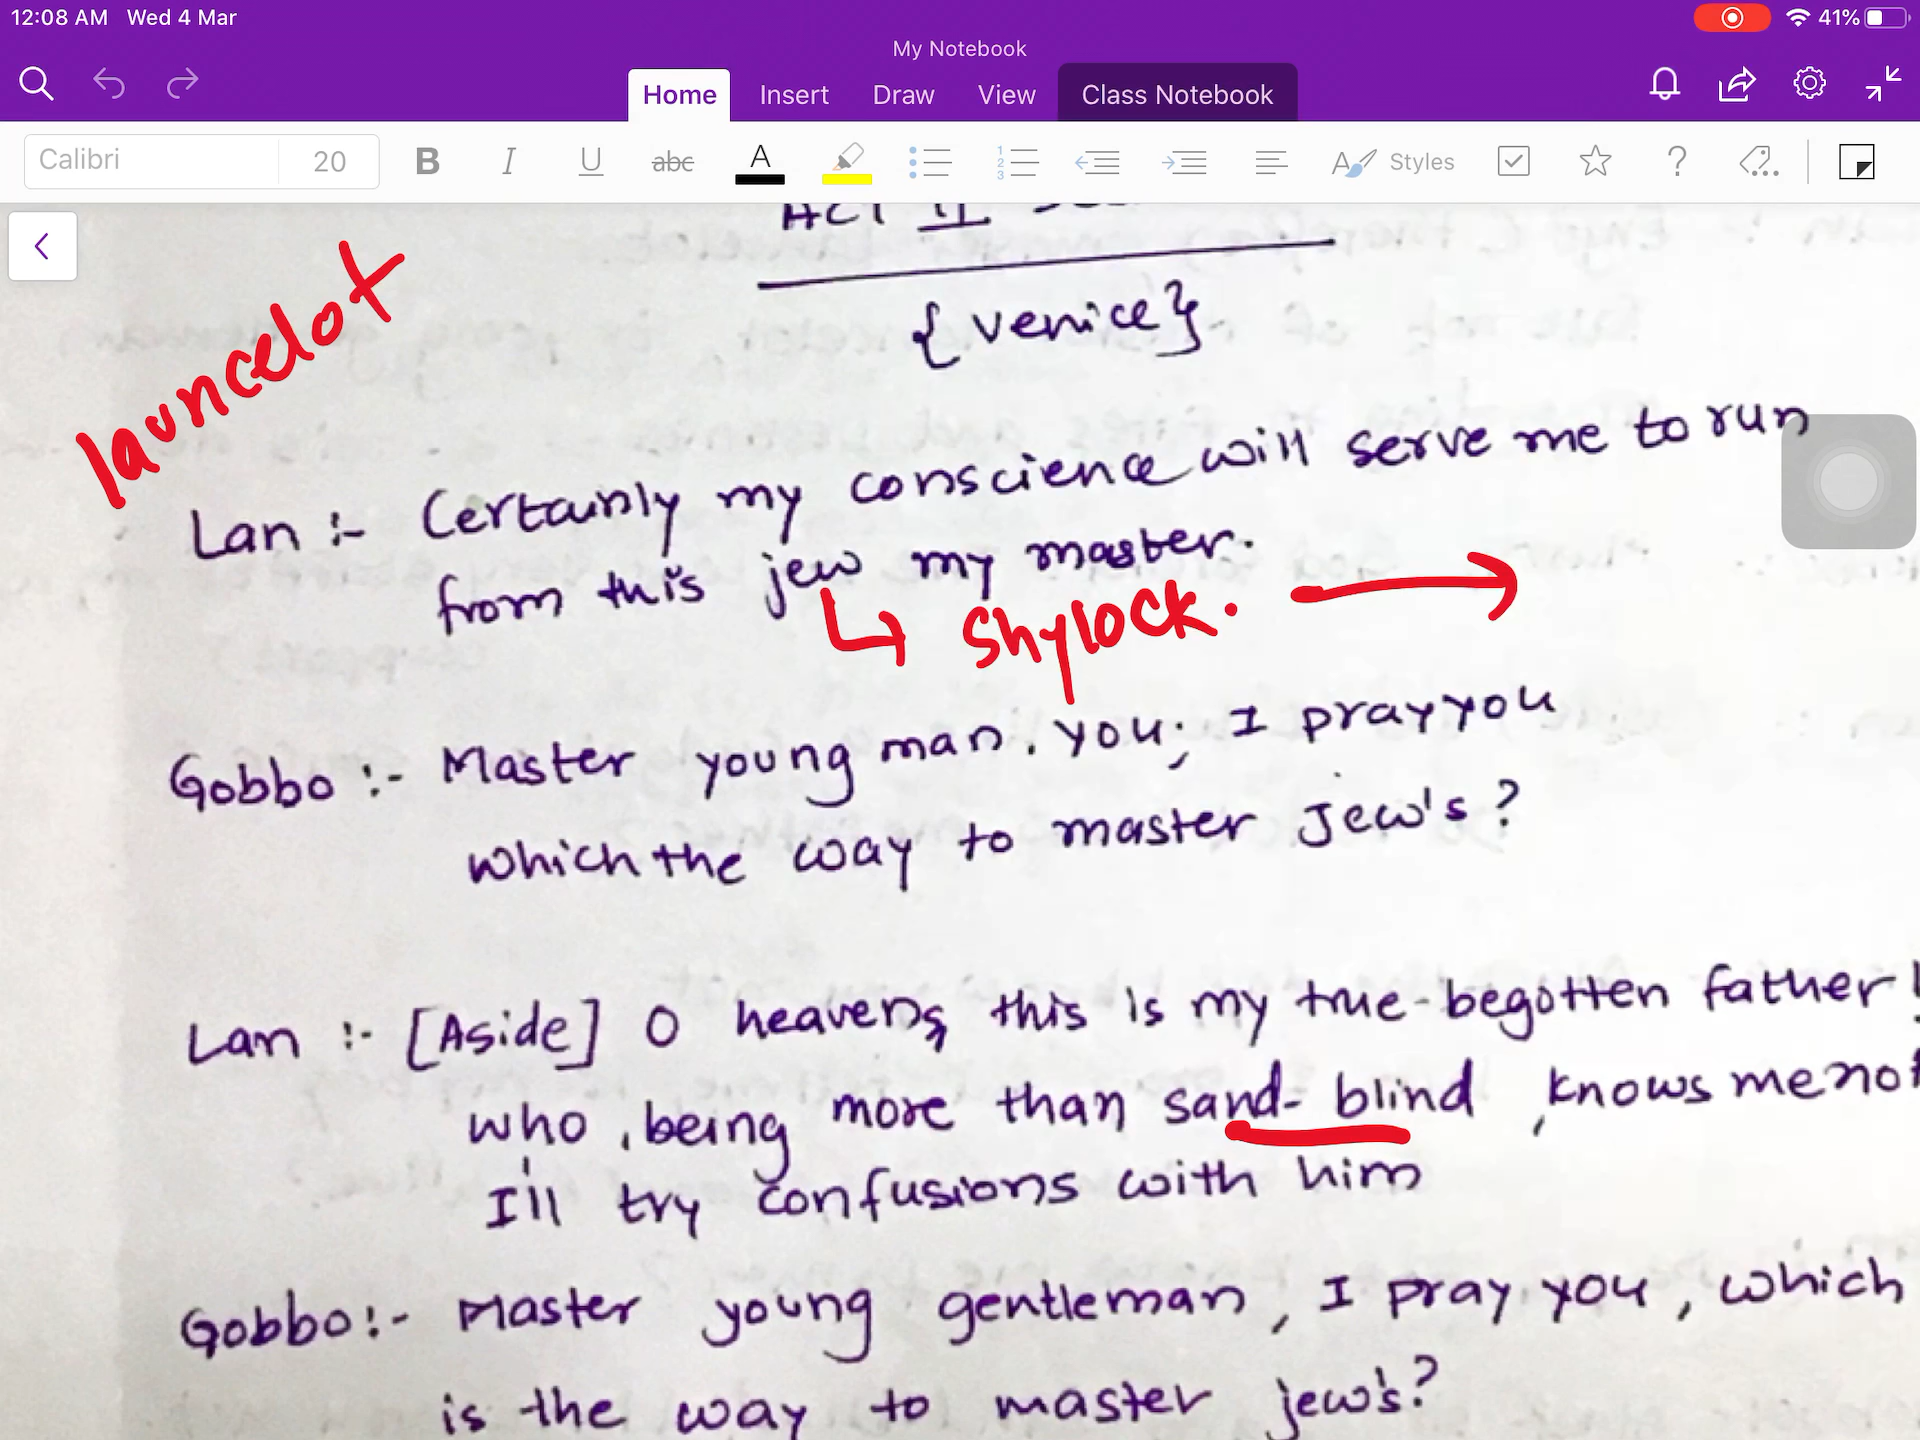 12:08 AM Wed 4 Mar
41%
My Notebook
Home Insert Draw View Class Notebook
Calibri 20 B I U abc A Styles
ACT II
{Venice}
launcelot
Lan :- Certainly my conscience will serve me to run
from this jew my master.
↳ Shylock. →
Gobbo :- Master young man. you; I pray you
which the way to master Jew's?
Lan :- [Aside] O heavens, this is my true-begotten father!
who, being more than sand-blind, knows me not
I'll try confusions with him
Gobbo :- Master young gentleman, I pray you, which
is the way to master jew's?